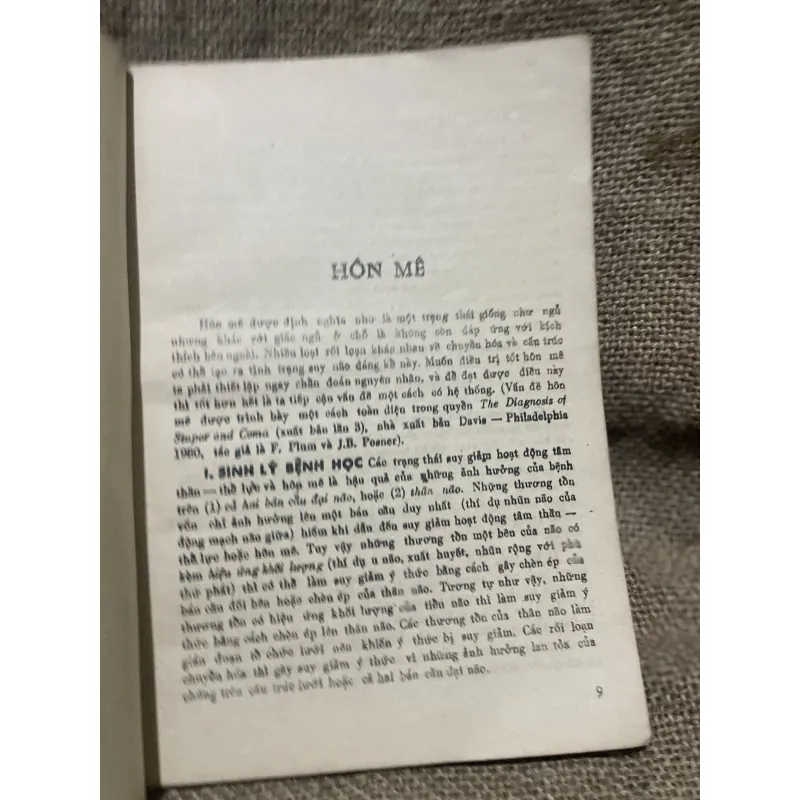 HÔN MÊ
Hôn mê được định nghĩa như là một trạng thái giống như ngủ
nhưng khác với giấc ngủ ở chỗ là không còn đáp ứng với kích
thích bên ngoài. Nhiều loại rối loạn khác nhau về chuyển hóa và cấu trúc
có thể tạo ra tình trạng suy não đáng kể này. Muốn điều trị tốt hôn mê
ta phải thiết lập ngay chẩn đoán nguyên nhân, và để đạt được điều này
thì tốt hơn hết là ta tiếp cận vấn đề một cách có hệ thống. (Vấn đề hôn
mê được trình bày một cách toàn diện trong quyển The Diagnosis of
Stupor and Coma (xuất bản lần 3), nhà xuất bản Davis — Philadelphia
1980, tác giả là F. Plum và J.B. Posner).
I. SINH LÝ BỆNH HỌC Các trạng thái suy giảm hoạt động tâm
thần — thể lực và hôn mê là hậu quả của những ảnh hưởng của bệnh
trên (1) cả hai bán cầu đại não, hoặc (2) thân não. Những thương tổn
vốn chỉ ảnh hưởng lên một bán cầu duy nhất (thí dụ nhũn não của
động mạch não giữa) hiếm khi dẫn đến suy giảm hoạt động tâm thần —
thể lực hoặc hôn mê. Tuy vậy những thương tổn một bên của não có
kèm hiệu ứng khối lượng (thí dụ u não, xuất huyết, nhũn rộng với phù
thứ phát) thì có thể làm suy giảm ý thức bằng cách gây chèn ép của
bán cầu đối bên hoặc chèn ép của thân não. Tương tự như vậy, những
thương tổn có hiệu ứng khối lượng của tiền não thì làm suy giảm ý
thức bằng cách chèn ép lên thân não. Các thương tổn của thân não làm
gián đoạn tổ chức lưới nên khiến ý thức bị suy giảm. Các rối loạn
chuyển hóa thì gây suy giảm ý thức vì những ảnh hưởng lan tỏa của
chúng trên cấu trúc lưới hoặc cả hai bán cầu đại não.
9